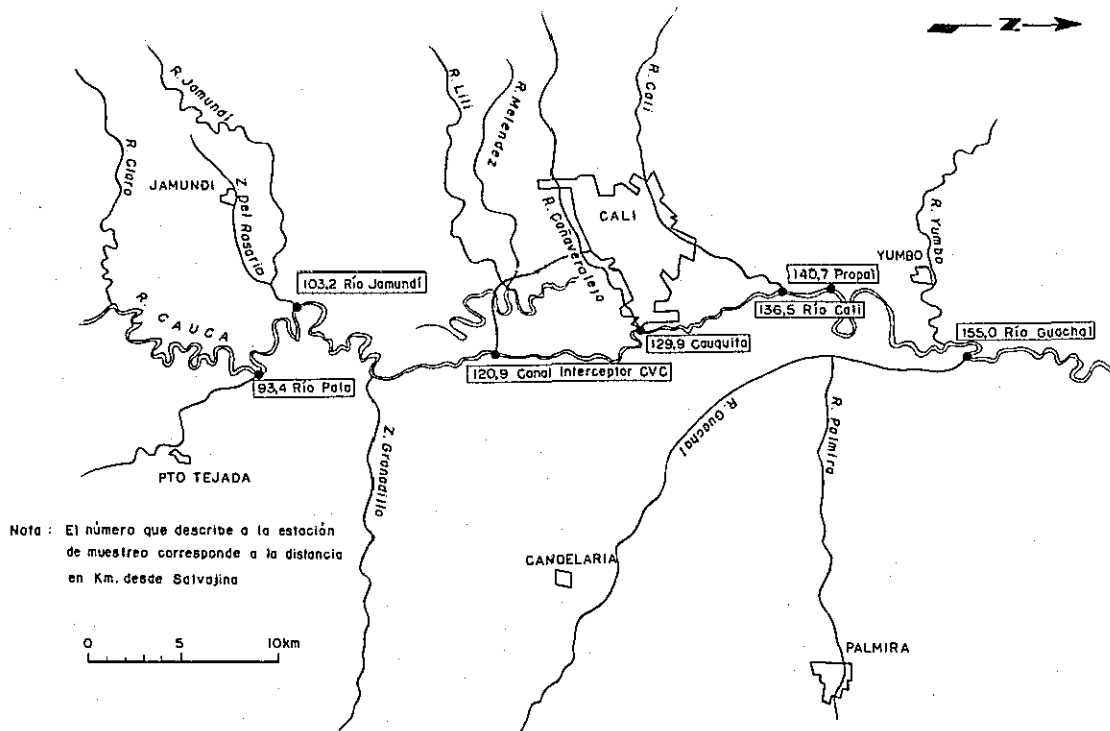 Z
R. Jamundí
R. Claro
JAMUNDI
Z. Del Rosario
R. CAUCA
R. Lili
R. Melendez
R. Cañaveralejo
R. Cali
CALI
R. Yumbo
YUMBO
103,2 Río Jamundí
140,7 Propal
136,5 Río Cali
129,9 Cauquita
155,0 Río Guachal
120,9 Canal Interceptor CVC
93,4 Río Pala
PTO TEJADA
Z. Granadillo
R. Guachal
R. Palmira
CANDELARIA
PALMIRA
Nota : El número que describe a la estación
de muestreo corresponde a la distancia
en Km. desde Salvajina
0 5 10km